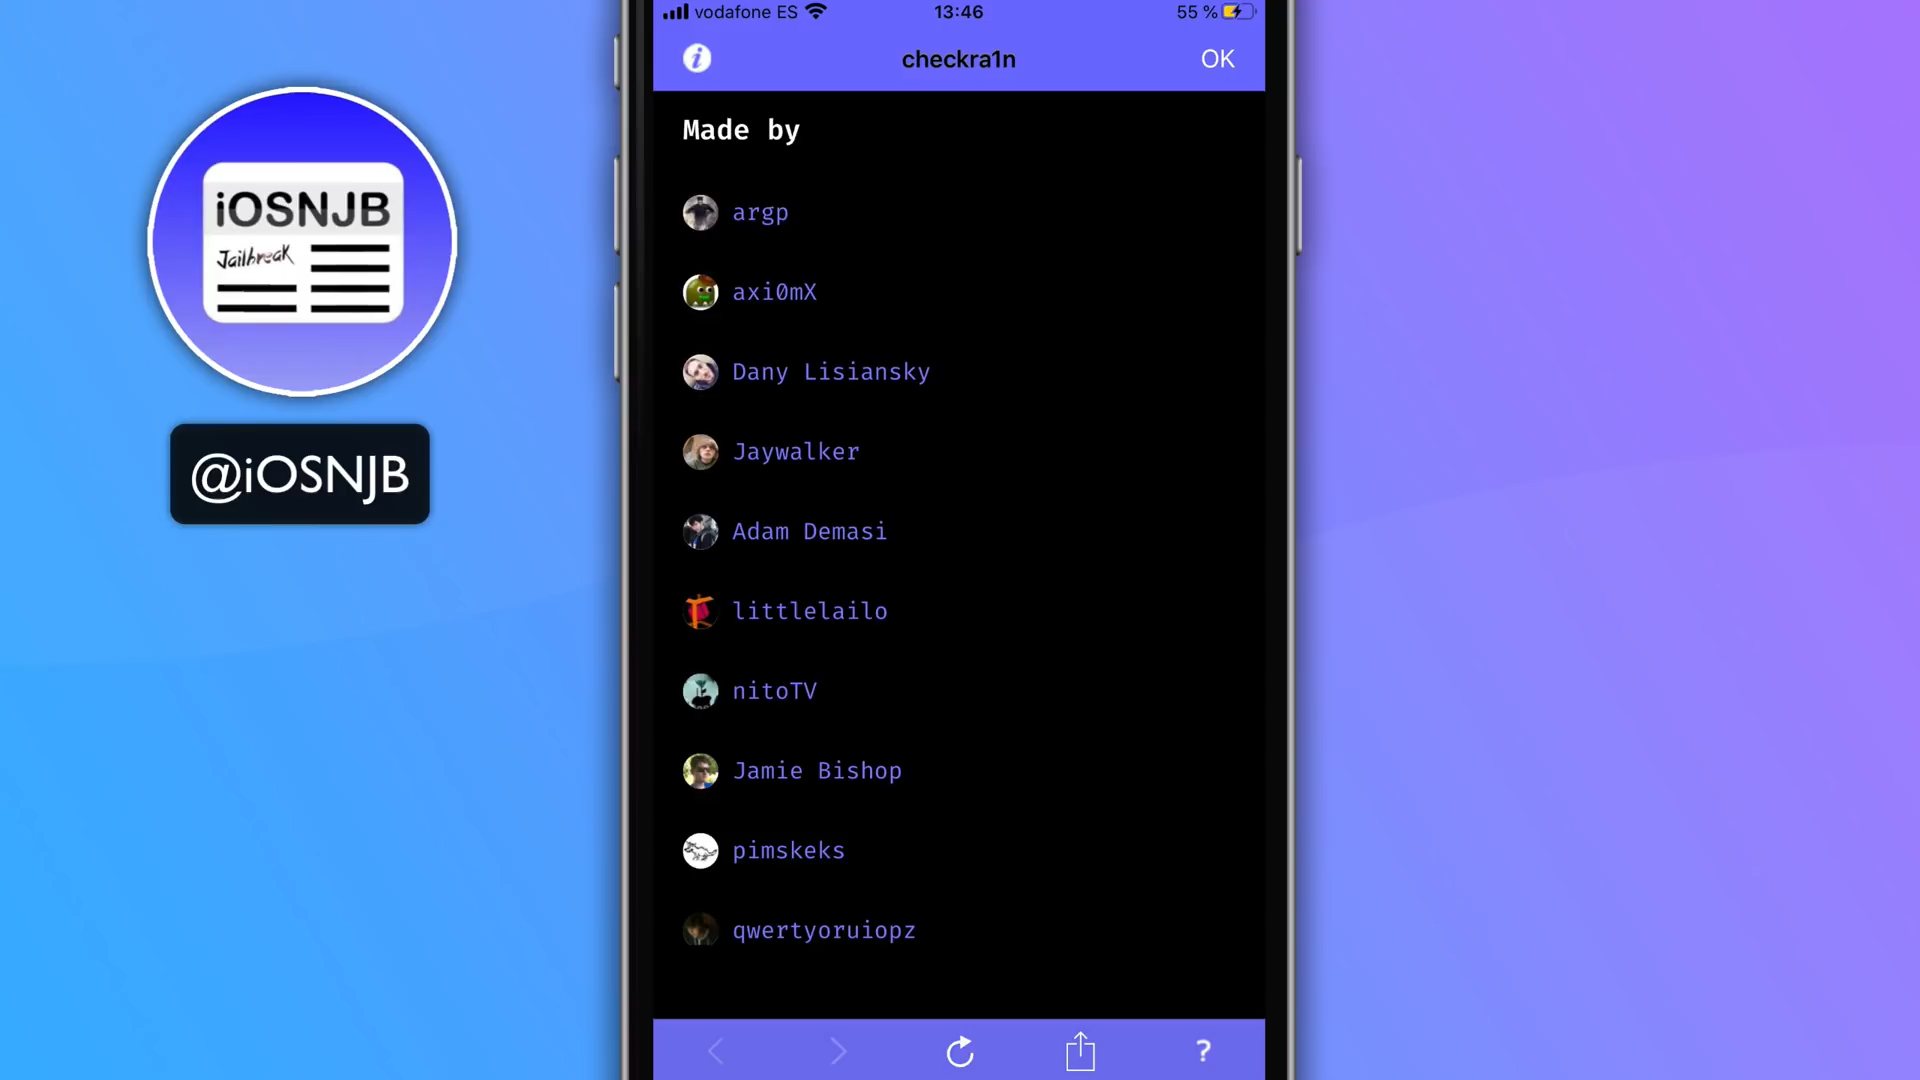 vodafone ES
13:46
55 %
checkra1n
OK
Made by
argp
axi0mX
Dany Lisiansky
Jaywalker
Adam Demasi
littlelailo
nitoTV
Jamie Bishop
pimskeks
qwertyoruiopz
?
iOSNJB
Jailbreak
@iOSNJB